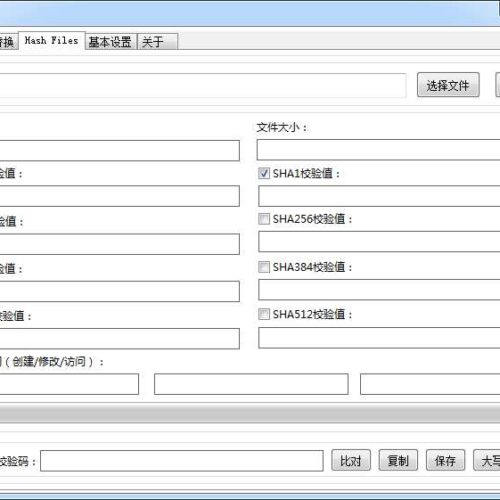 替换 Hash Files 基本设置 关于
选择文件
文件大小：
验值： SHA1校验值：
验值： SHA256校验值：
验值： SHA384校验值：
校验值： SHA512校验值：
（创建/修改/访问）：
校验码： 比对 复制 保存 大写